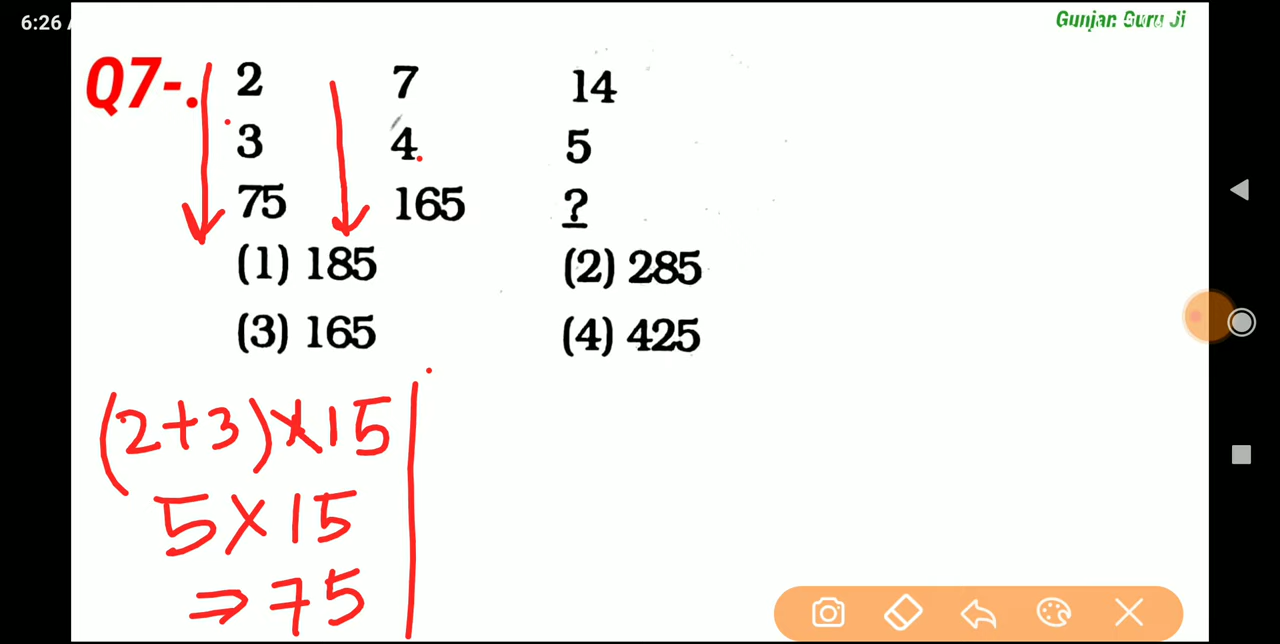 6:26
Gunjan Guru Ji
Q7-. 2 7 14
3 4 5
75 165 ?
(1) 185 (2) 285
(3) 165 (4) 425
(2+3)×15
5×15
⇒75